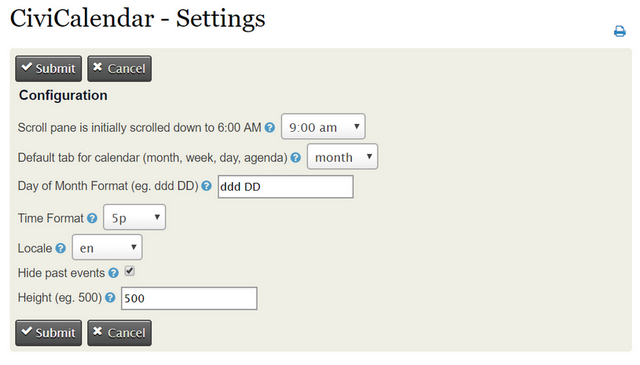 CiviCalendar - Settings
Submit Cancel
Configuration
Scroll pane is initially scrolled down to 6:00 AM ? 9:00 am
Default tab for calendar (month, week, day, agenda) ? month
Day of Month Format (eg. ddd DD) ? ddd DD
Time Format ? 5p
Locale ? en
Hide past events ?
Height (eg. 500) ? 500
Submit Cancel